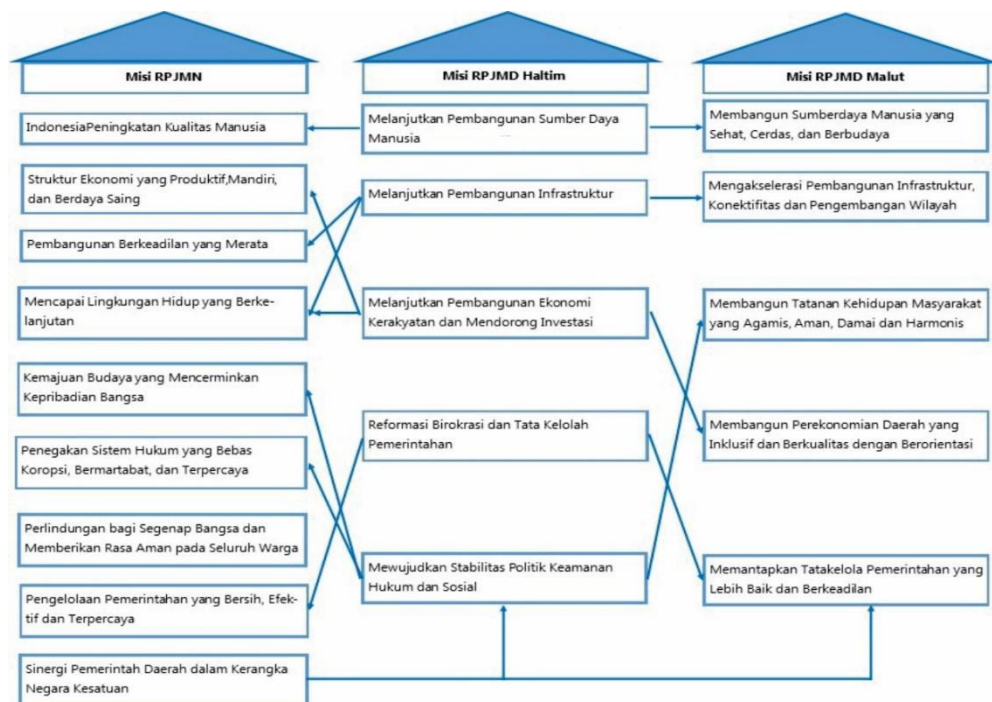 Misi RPJMN
IndonesiaPeningkatan Kualitas Manusia
Struktur Ekonomi yang Produktif,Mandiri,
dan Berdaya Saing
Pembangunan Berkeadilan yang Merata
Mencapai Lingkungan Hidup yang Berke-
lanjutan
Kemajuan Budaya yang Mencerminkan
Kepribadian Bangsa
Penegakan Sistem Hukum yang Bebas
Koropsi, Bermartabat, dan Terpercaya
Perlindungan bagi Segenap Bangsa dan
Memberikan Rasa Aman pada Seluruh Warga
Pengelolaan Pemerintahan yang Bersih, Efek-
tif dan Terpercaya
Sinergi Pemerintah Daerah dalam Kerangka
Negara Kesatuan
Misi RPJMD Haltim
Melanjutkan Pembangunan Sumber Daya
Manusia
Melanjutkan Pembangunan Infrastruktur
Melanjutkan Pembangunan Ekonomi
Kerakyatan dan Mendorong Investasi
Reformasi Birokrasi dan Tata Kelolah
Pemerintahan
Mewujudkan Stabilitas Politik Keamanan
Hukum dan Sosial
Misi RPJMD Malut
Membangun Sumberdaya Manusia yang
Sehat, Cerdas, dan Berbudaya
Mengakselerasi Pembangunan Infrastruktur,
Konektifitas dan Pengembangan Wilayah
Membangun Tatanan Kehidupan Masyarakat
yang Agamis, Aman, Damai dan Harmonis
Membangun Perekonomian Daerah yang
Inklusif dan Berkualitas dengan Berorientasi
Memantapkan Tatakelola Pemerintahan yang
Lebih Baik dan Berkeadilan